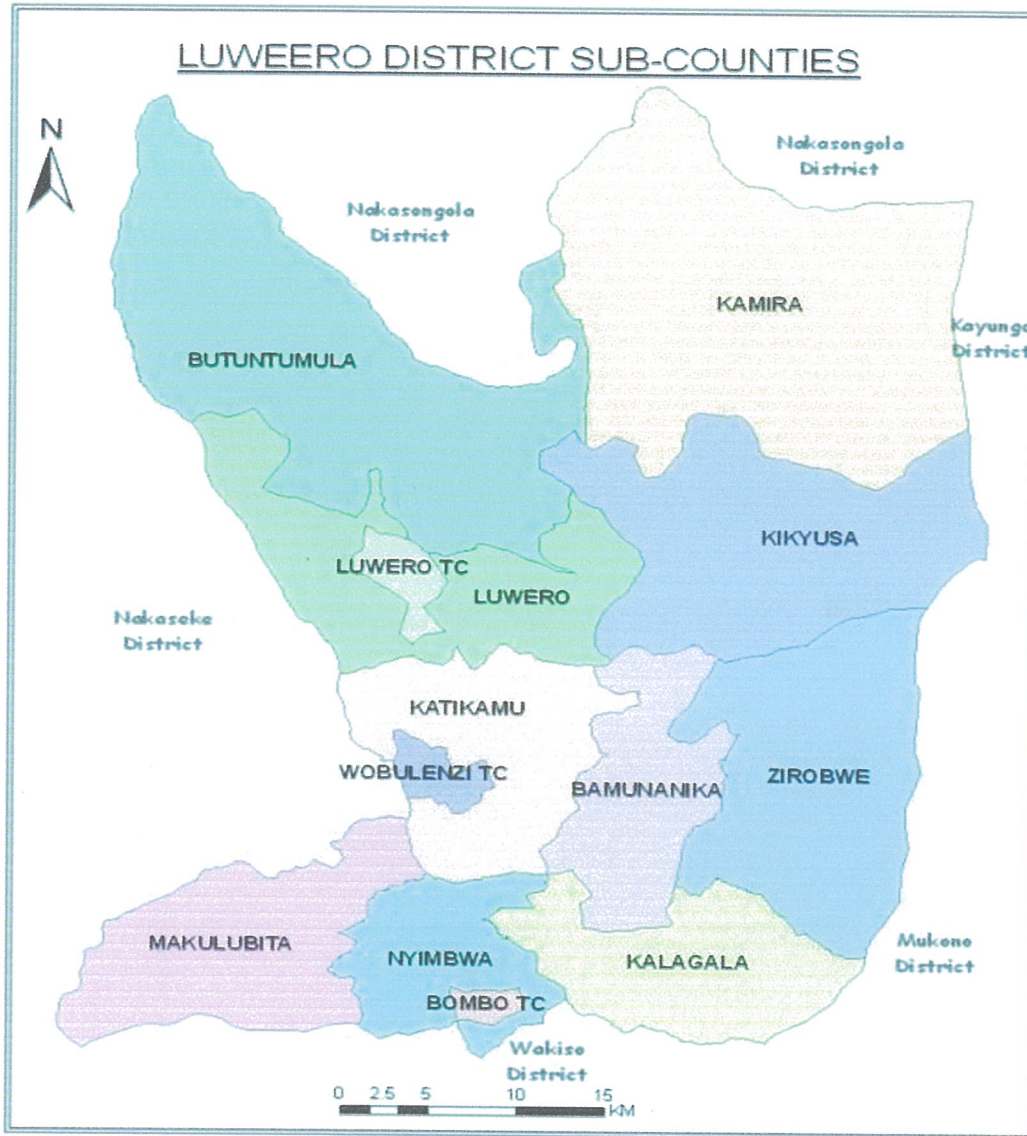 LUWEERO DISTRICT SUB-COUNTIES
N
Nakasongola
District
Nakasongola
District
KAMIRA
Kayunga
District
BUTUNTUMULA
KIKYUSA
LUWERO TC
LUWERO
Nakaseke
District
KATIKAMU
WOBULENZI TC
BAMUNANIKA
ZIROBWE
MAKULUBITA
NYIMBWA
KALAGALA
Mukono
District
BOMBO TC
Wakiso
District
0 2.5 5 10 15
KM